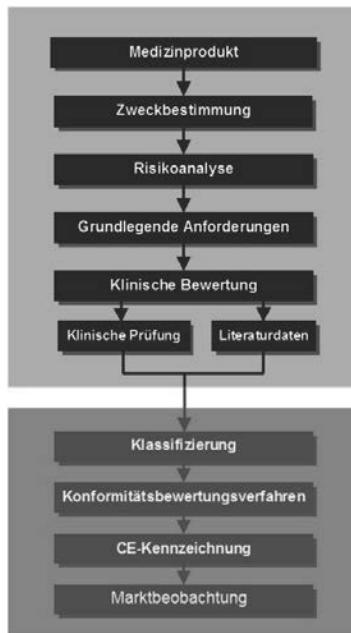 Medizinprodukt
Zweckbestimmung
Risikoanalyse
Grundlegende Anforderungen
Klinische Bewertung
Klinische Prüfung Literaturdaten
Klassifizierung
Konformitätsbewertungsverfahren
CE-Kennzeichnung
Marktbeobachtung